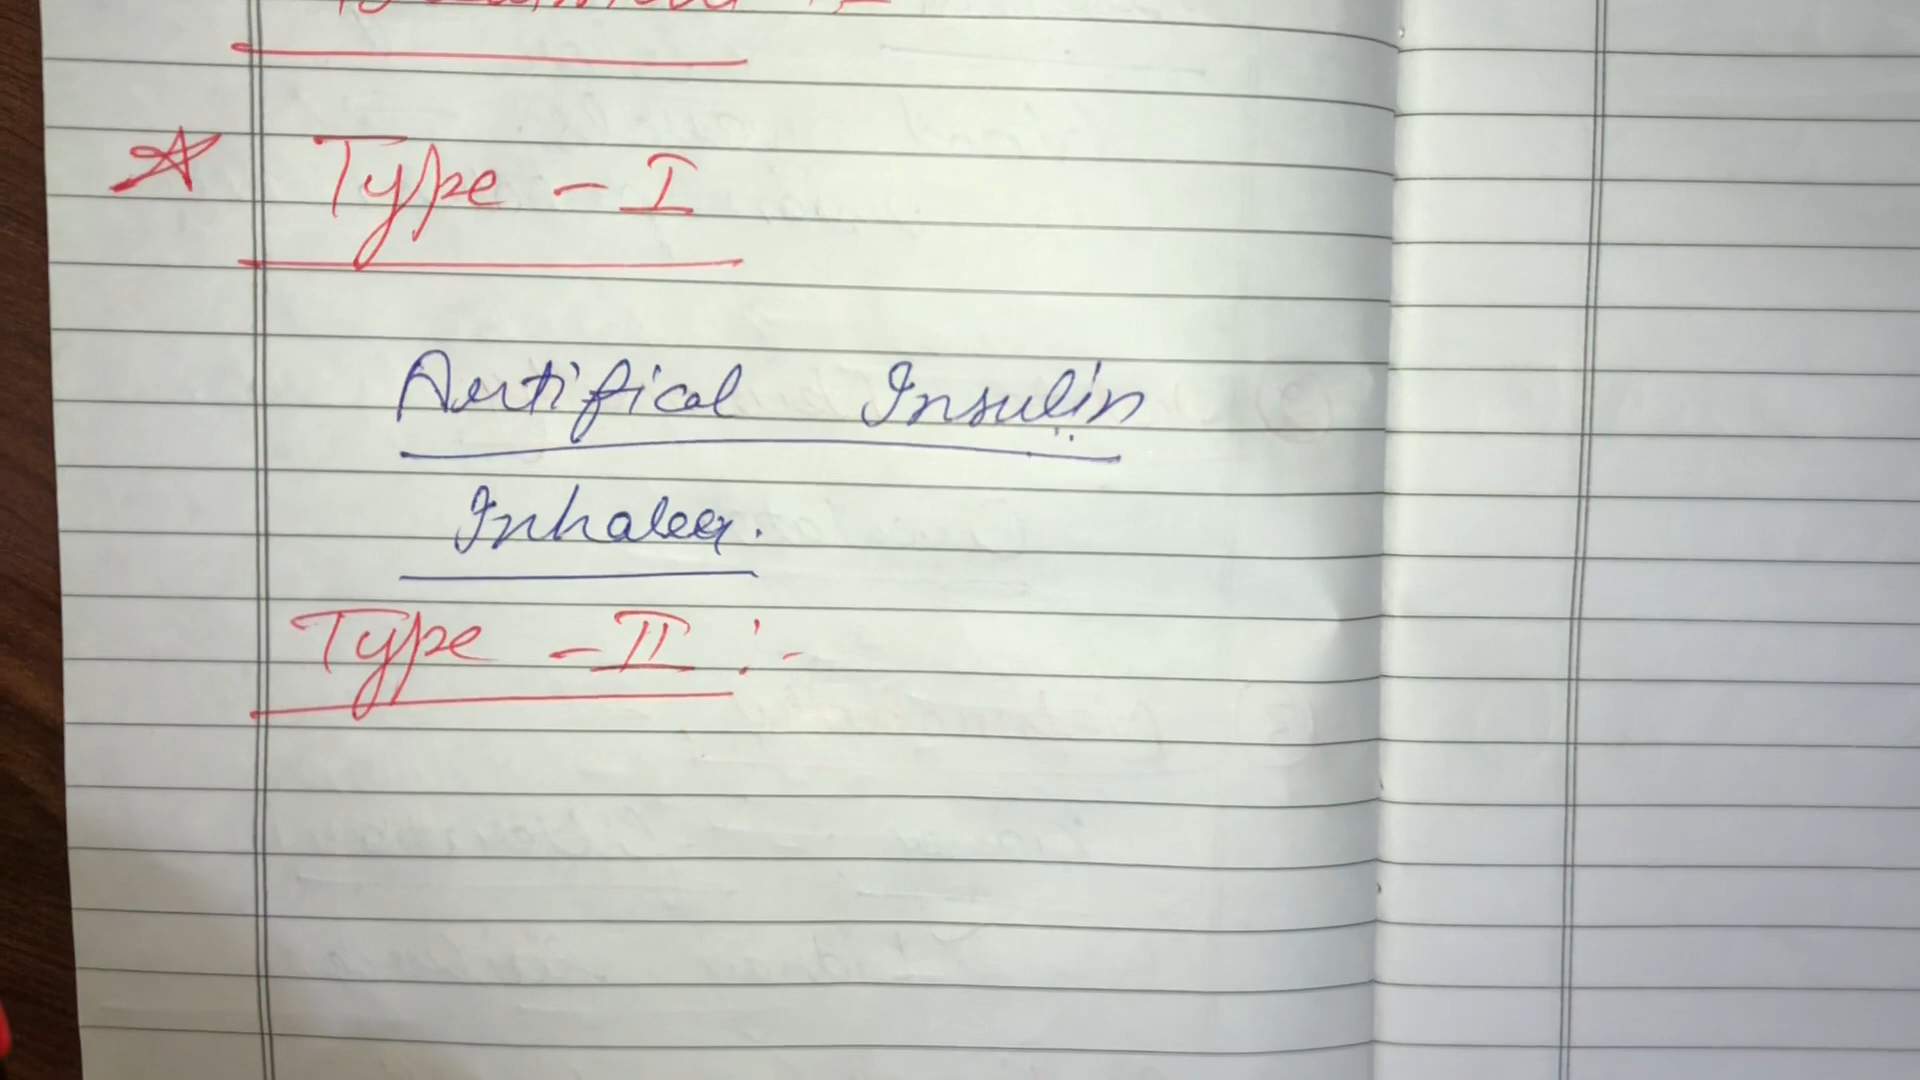 Type - I
Artifical Insulin
Inhaler.
Type - II :-